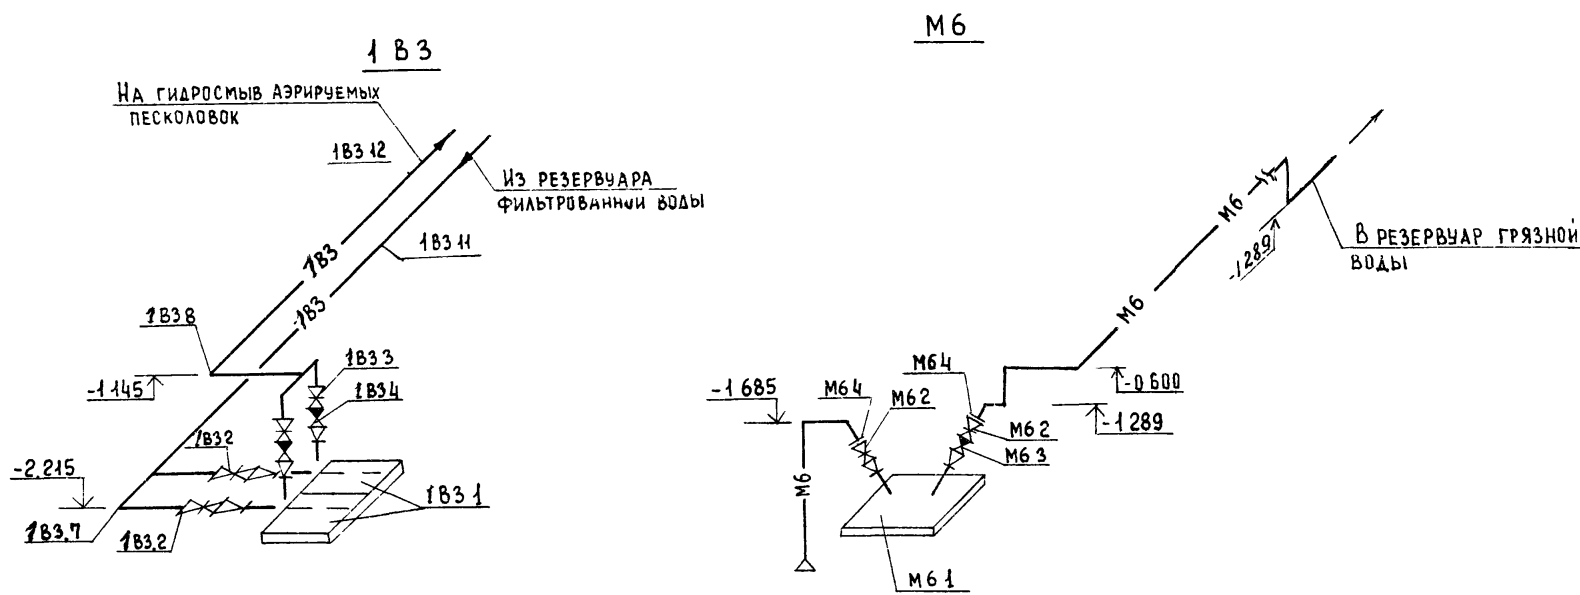 1В3
На гидросмыв аэрируемых
песколовок
1В3 12
Из резервуара
фильтрованной воды
1В3 11
1В3
1В3
1В3 8
1В3 3
1В3 4
-1 145
1В3 2
-2.215
1В3 1
1В3.7
1В3.2
М6
М6
-1 289
В резервуар грязной
воды
М6
М6 4
-0 600
-1 685
М6 4
М6 2
-1 289
М6 2
М6 3
М6
М6 1